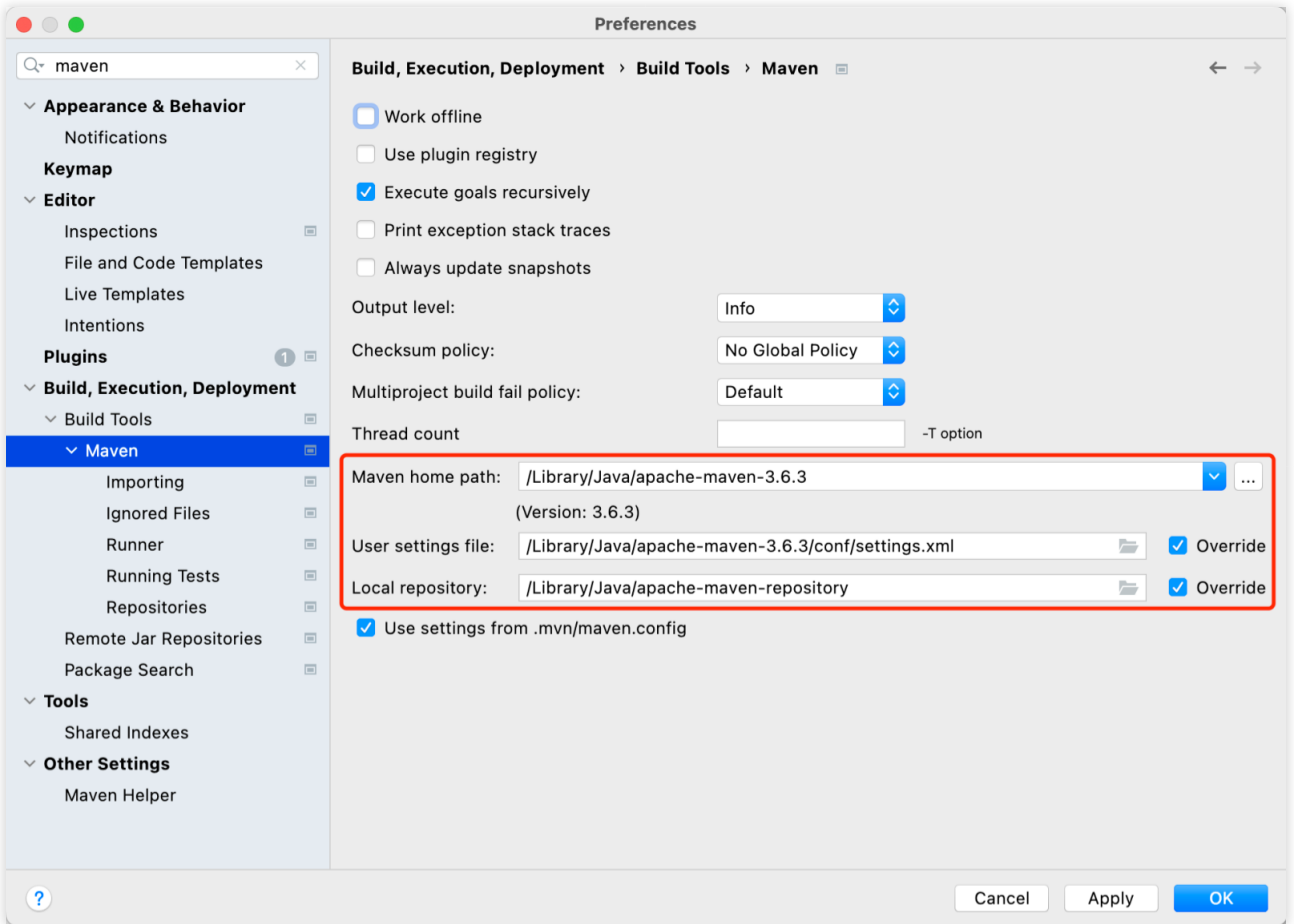 Preferences
maven
Appearance & Behavior
Notifications
Keymap
Editor
Inspections
File and Code Templates
Live Templates
Intentions
Plugins 1
Build, Execution, Deployment
Build Tools
Maven
Importing
Ignored Files
Runner
Running Tests
Repositories
Remote Jar Repositories
Package Search
Tools
Shared Indexes
Other Settings
Maven Helper
Build, Execution, Deployment › Build Tools › Maven
Work offline
Use plugin registry
Execute goals recursively
Print exception stack traces
Always update snapshots
Output level: Info
Checksum policy: No Global Policy
Multiproject build fail policy: Default
Thread count -T option
Maven home path: /Library/Java/apache-maven-3.6.3 ...
(Version: 3.6.3)
User settings file: /Library/Java/apache-maven-3.6.3/conf/settings.xml Override
Local repository: /Library/Java/apache-maven-repository Override
Use settings from .mvn/maven.config
? Cancel Apply OK